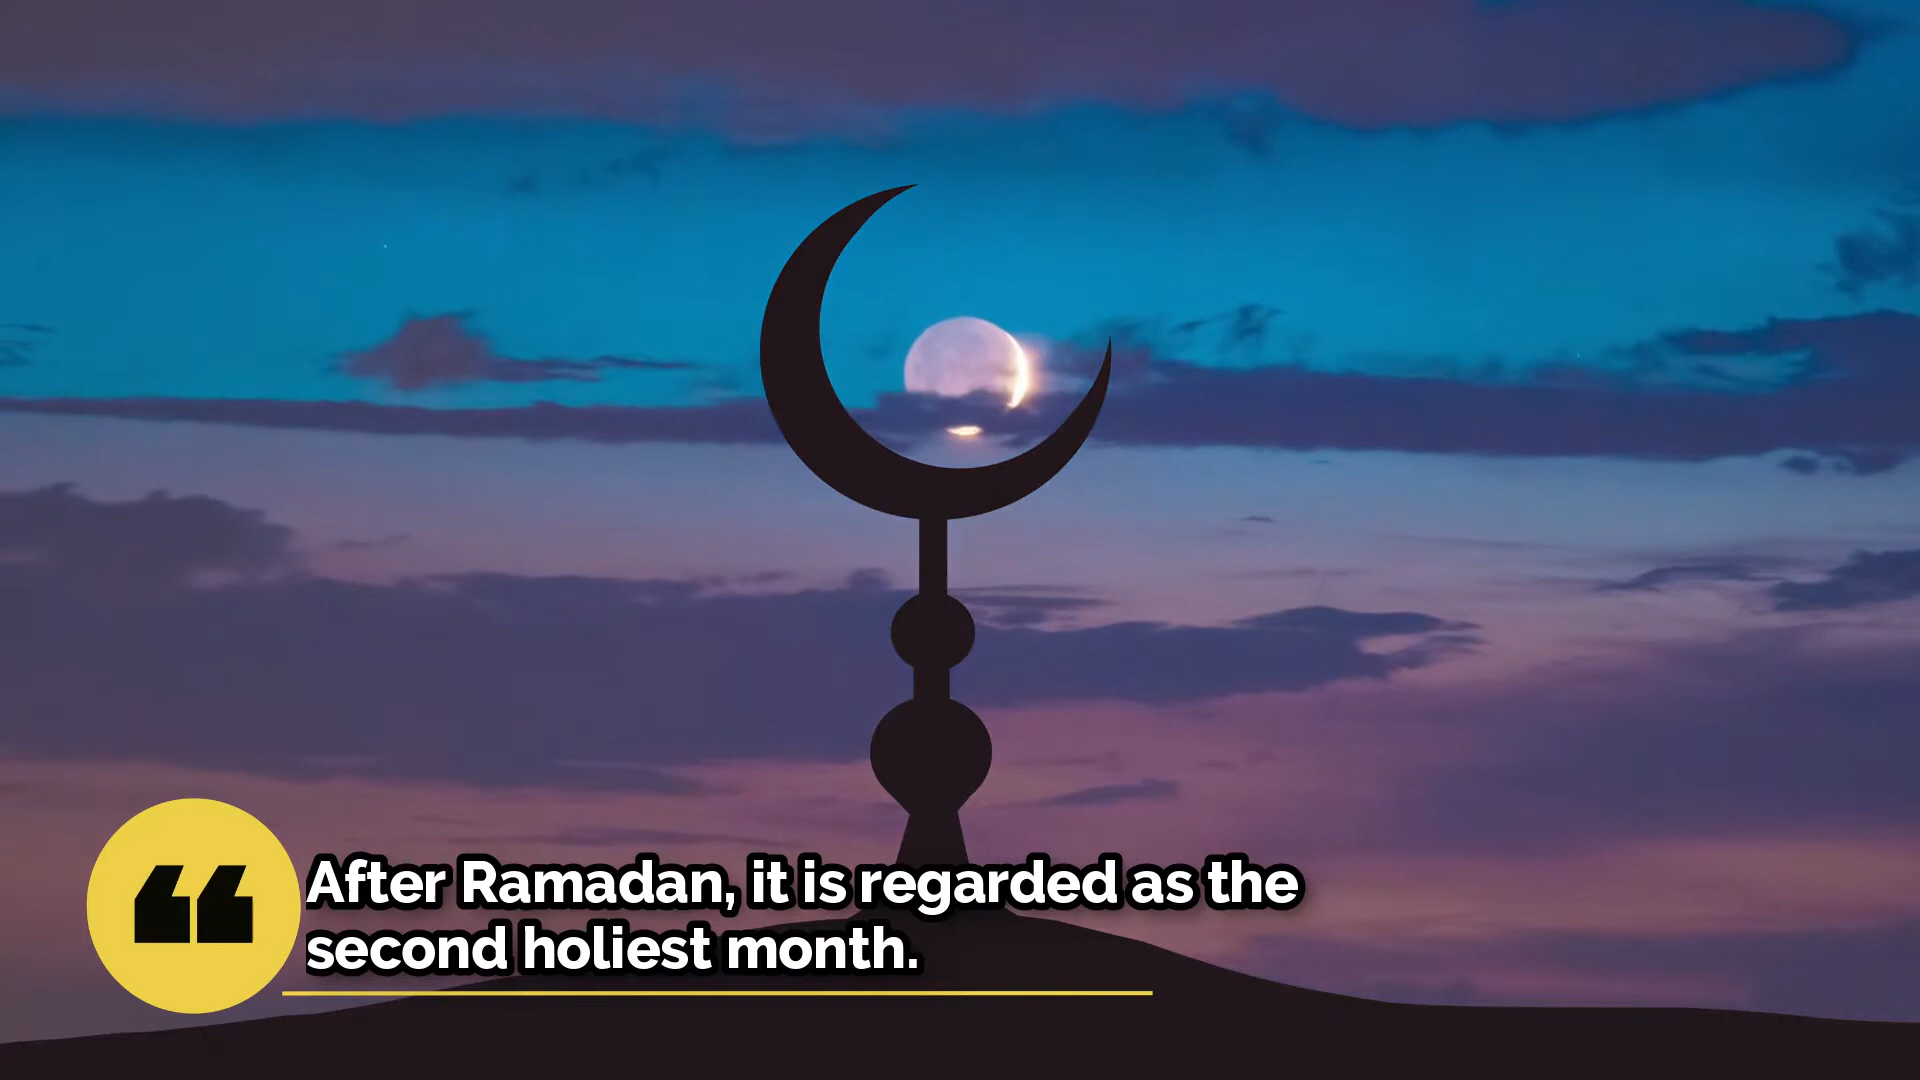 After Ramadan, it is regarded as the
second holiest month.